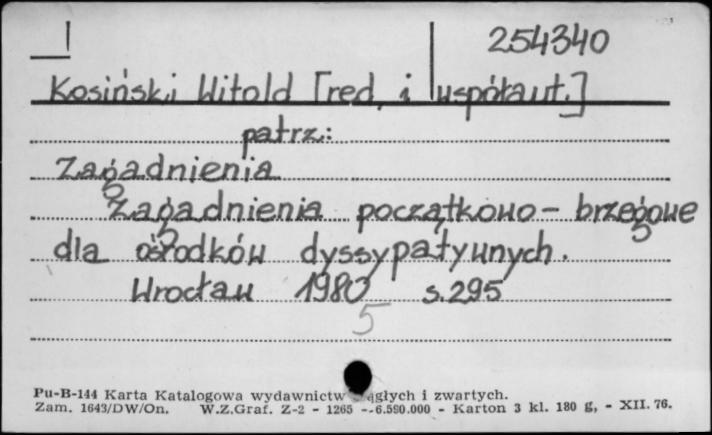 254340
Kosiński Witold [red. i współaut.]
patrz:
Zagadnienia
Zagadnienia początkowo - brzegowe
dla ośrodków dyssypatywnych.
Wrocław 1980 s. 295
5
Pu-B-144 Karta Katalogowa wydawnictw ciągłych i zwartych.
Zam. 1643/DW/On. W.Z.Graf. Z-2 - 1265 - 6.590.000 - Karton 3 kl. 180 g, - XII. 76.